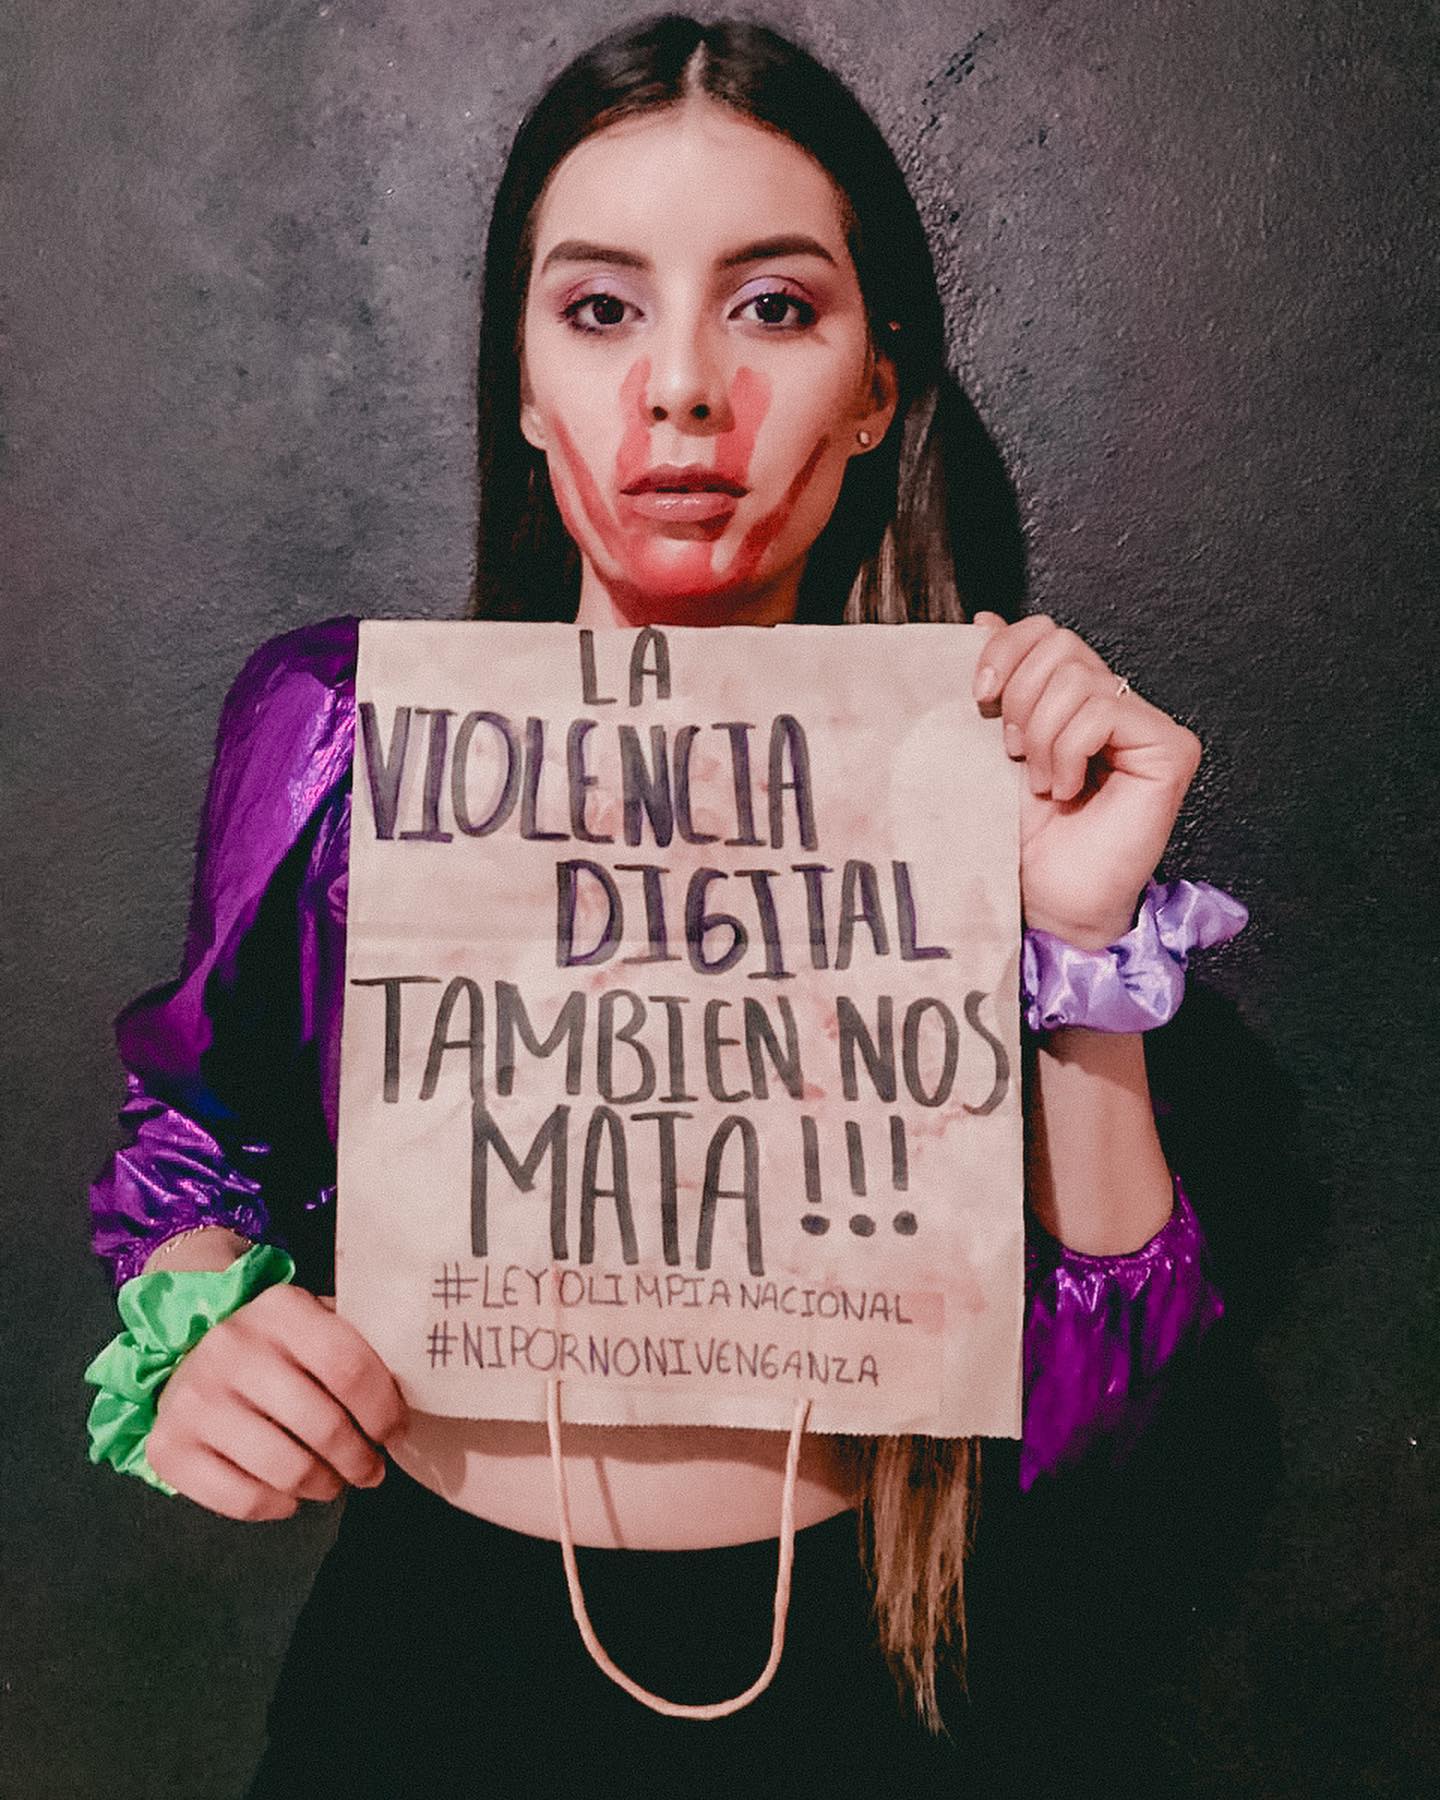 LA
VIOLENCIA
DIGITAL
TAMBIEN NOS
MATA!!!
#LEYOLIMPIANACIONAL
#NIPORNONIVENGANZA